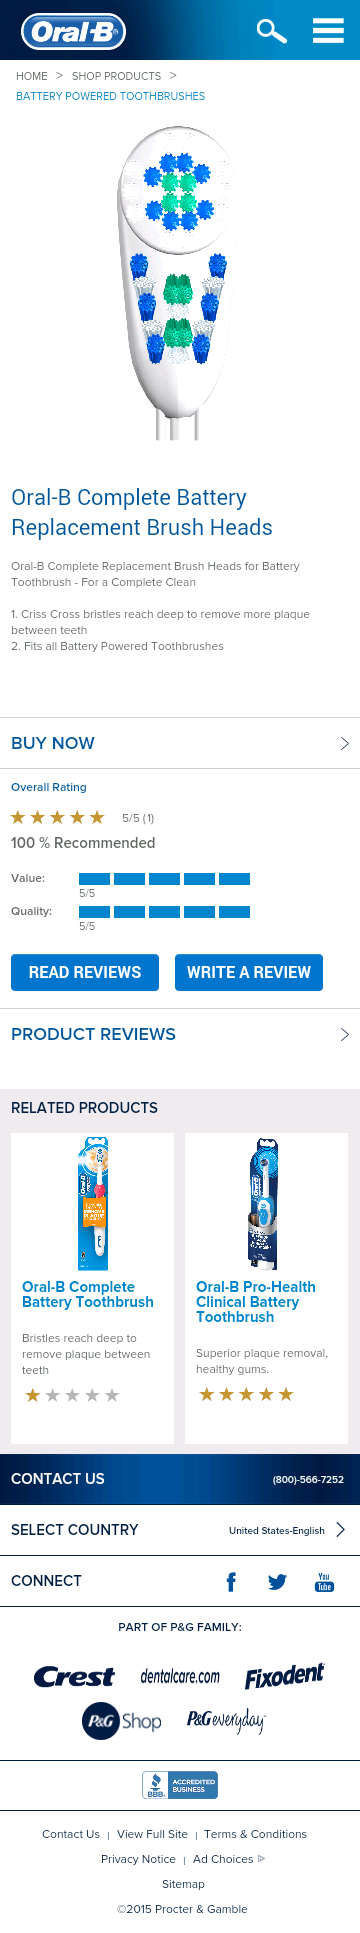 Oral-B
HOME > SHOP PRODUCTS >
BATTERY POWERED TOOTHBRUSHES
Oral-B Complete Battery
Replacement Brush Heads
Oral-B Complete Replacement Brush Heads for Battery
Toothbrush - For a Complete Clean
1. Criss Cross bristles reach deep to remove more plaque
between teeth
2. Fits all Battery Powered Toothbrushes
BUY NOW
Overall Rating
5/5 (1)
100 % Recommended
Value:
5/5
Quality:
5/5
READ REVIEWS WRITE A REVIEW
PRODUCT REVIEWS
RELATED PRODUCTS
Oral-B Complete
Battery Toothbrush
Bristles reach deep to
remove plaque between
teeth
Oral-B Pro-Health
Clinical Battery
Toothbrush
Superior plaque removal,
healthy gums.
CONTACT US (800)-566-7252
SELECT COUNTRY United States-English
CONNECT f You Tube
PART OF P&G FAMILY:
Crest dentalcare.com Fixodent
P&G Shop P&G everyday
BBB ACCREDITED
BUSINESS
Contact Us | View Full Site | Terms & Conditions
Privacy Notice | Ad Choices
Sitemap
©2015 Procter & Gamble